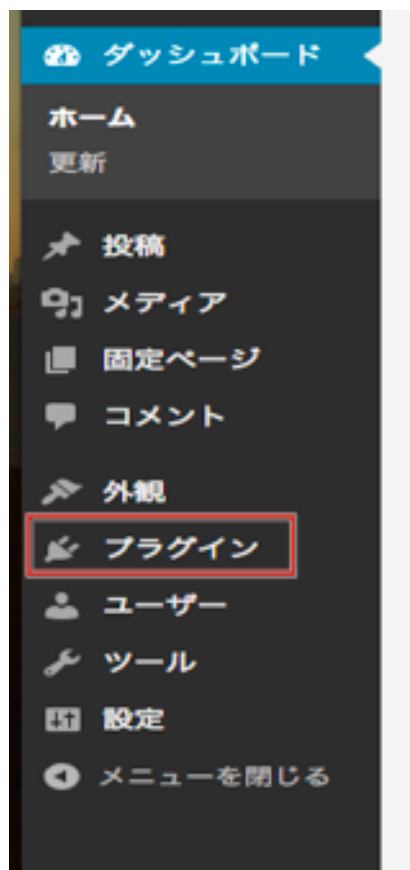 ダッシュボード
ホーム
更新
投稿
メディア
固定ページ
コメント
外観
プラグイン
ユーザー
ツール
設定
メニューを閉じる